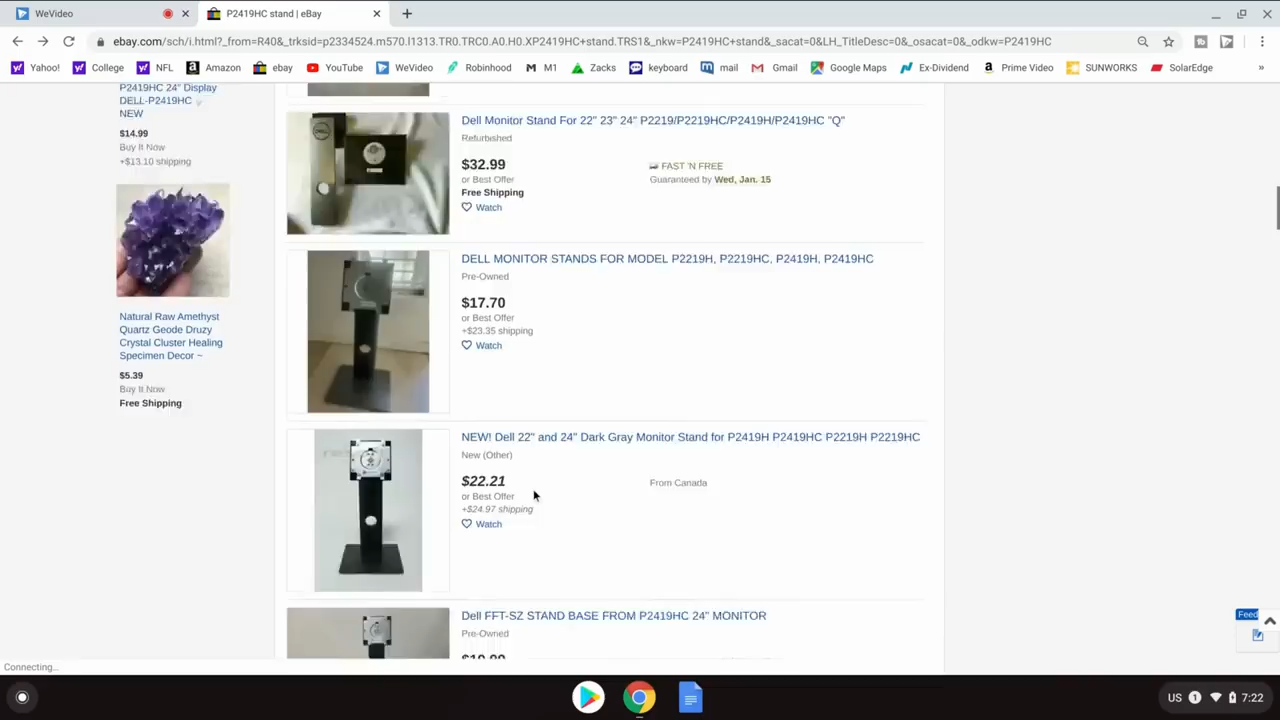 WeVideo
P2419HC stand | eBay
ebay.com/sch/i.html?_from=R40&_trksid=p2334524.m570.l1313.TR0.TRC0.A0.H0.XP2419HC+stand.TRS1&_nkw=P2419HC+stand&_sacat=0&LH_TitleDesc=0&_osacat=0&_odkw=P2419HC
Yahoo!
College
NFL
Amazon
ebay
YouTube
WeVideo
Robinhood
M1
Zacks
keyboard
mail
Gmail
Google Maps
Ex-Dividend
Prime Video
SUNWORKS
SolarEdge
»
P2419HC 24" Display
DELL-P2419HC
NEW
$14.99
Buy It Now
+$13.10 shipping
Natural Raw Amethyst
Quartz Geode Druzy
Crystal Cluster Healing
Specimen Decor ~
$5.39
Buy It Now
Free Shipping
Dell Monitor Stand For 22" 23" 24" P2219/P2219HC/P2419H/P2419HC "Q"
Refurbished
$32.99
or Best Offer
Free Shipping
Watch
FAST 'N FREE
Guaranteed by Wed, Jan. 15
DELL MONITOR STANDS FOR MODEL P2219H, P2219HC, P2419H, P2419HC
Pre-Owned
$17.70
or Best Offer
+$23.35 shipping
Watch
NEW! Dell 22" and 24" Dark Gray Monitor Stand for P2419H P2419HC P2219H P2219HC
New (Other)
$22.21
or Best Offer
+$24.97 shipping
Watch
From Canada
Dell FFT-SZ STAND BASE FROM P2419HC 24" MONITOR
Pre-Owned
Feed
Connecting...
US 1 7:22